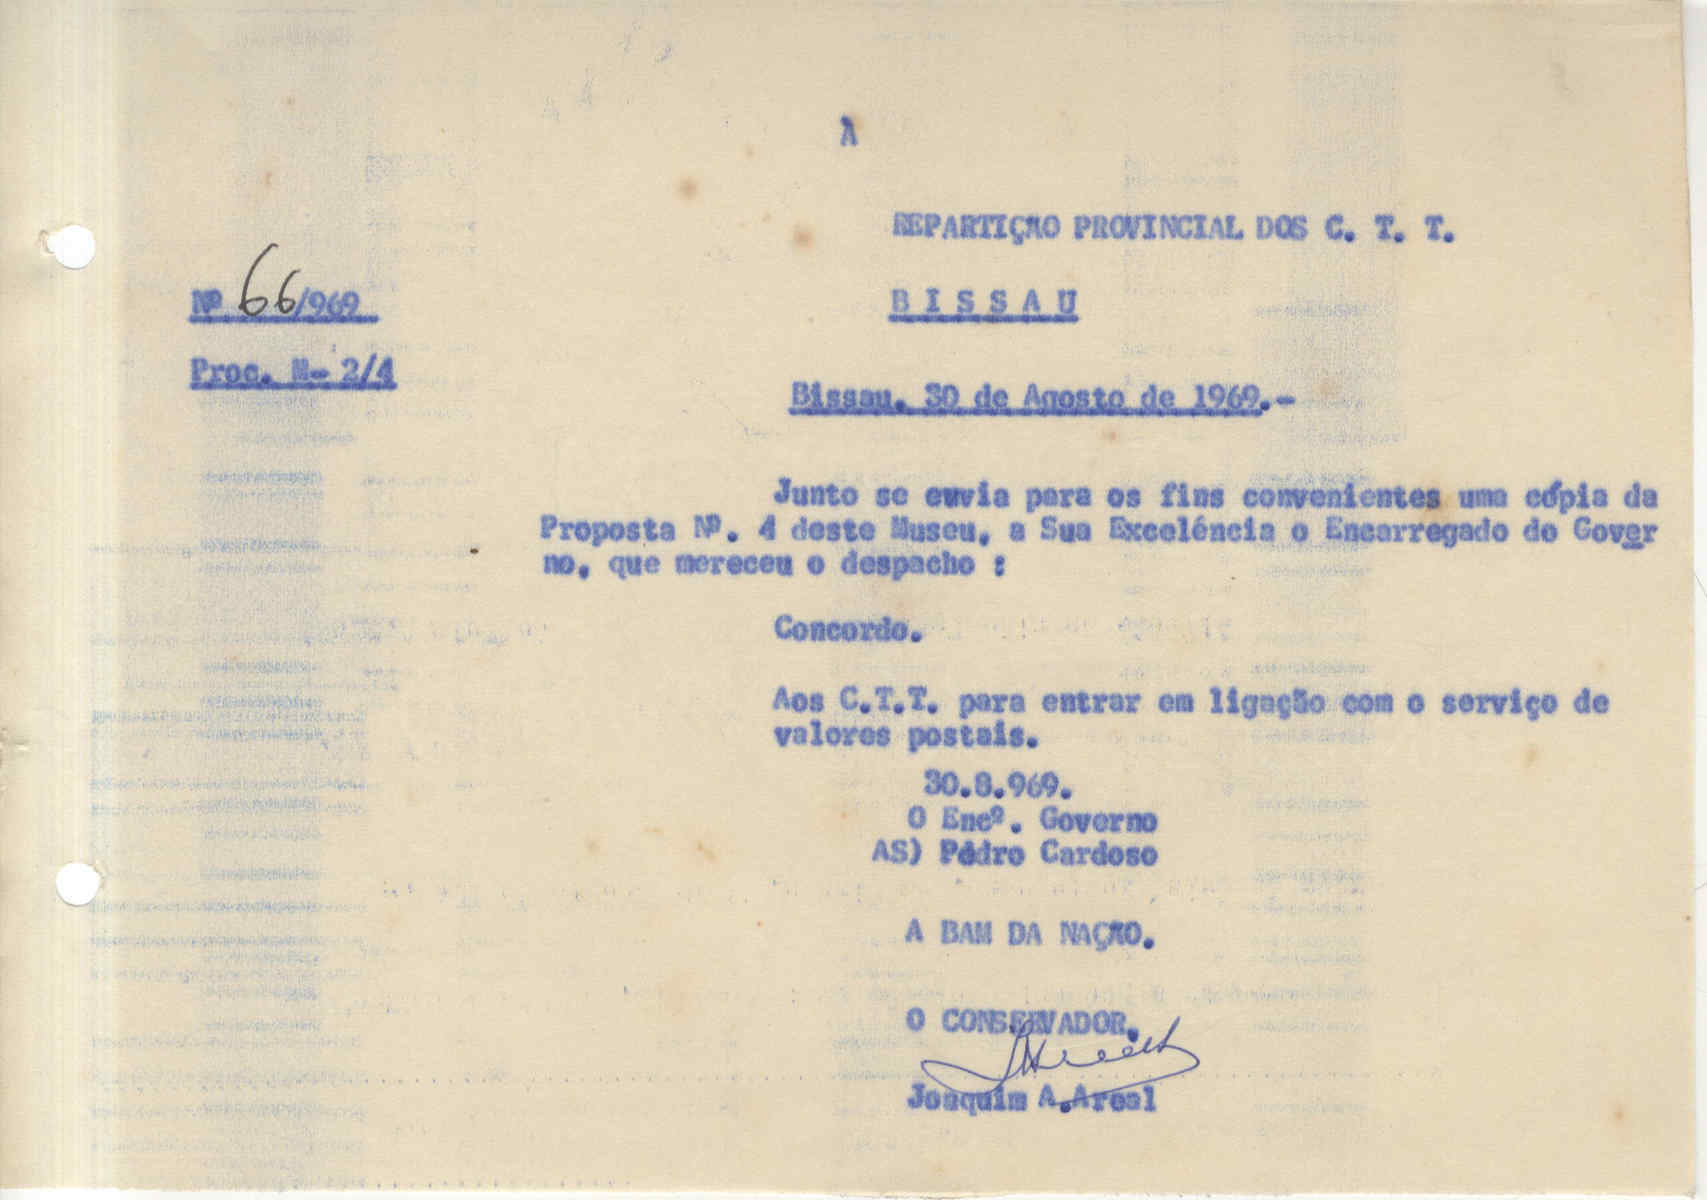 À
REPARTIÇÃO PROVINCIAL DOS C. T. T.
Nº 66/969
B I S S A U
Proc. M- 2/4
Bissau, 30 de Agosto de 1969.-
Junto se envia para os fins convenientes uma cópia da
Proposta Nº. 4 deste Museu, a Sua Excelência o Encarregado do Gover
no, que mereceu o despacho :
Concordo.
Aos C.T.T. para entrar em ligação com o serviço de
valores postais.
30.8.969.
O Encº. Governo
AS) Pédro Cardoso
A BAM DA NAÇÃO.
O CONSERVADOR,
Joaquim A.Areal